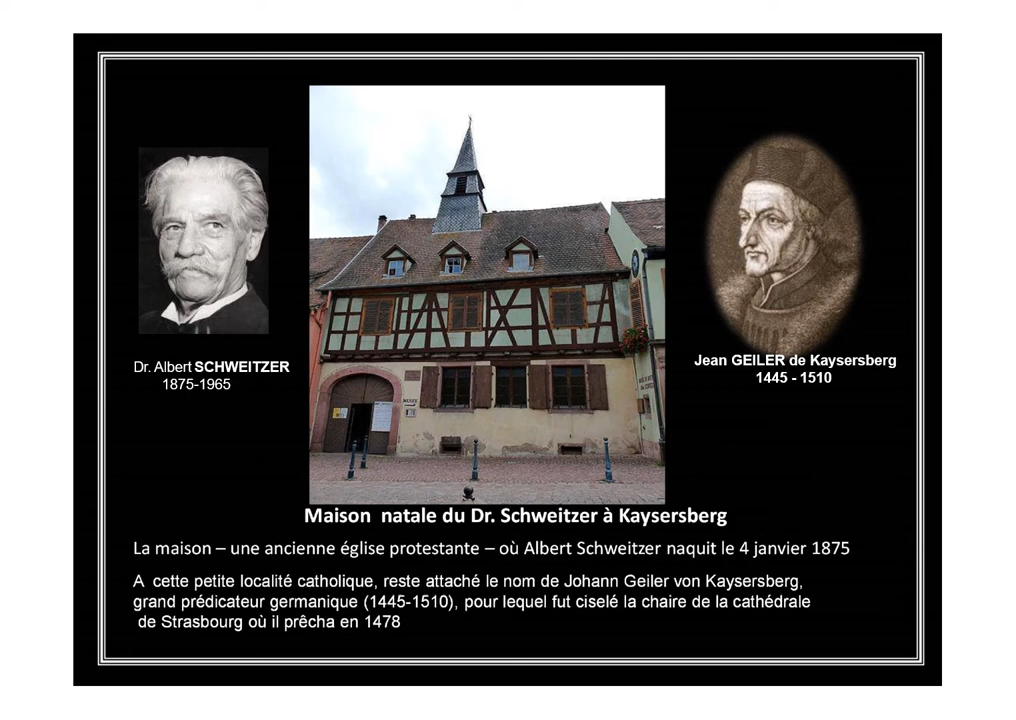 MUSEE
Dr. Albert SCHWEITZER
1875-1965
Jean GEILER de Kaysersberg
1445 - 1510
Maison  natale du Dr. Schweitzer à Kaysersberg
La maison – une ancienne église protestante – où Albert Schweitzer naquit le 4 janvier 1875
A  cette petite localité catholique, reste attaché le nom de Johann Geiler von Kaysersberg,
grand prédicateur germanique (1445-1510), pour lequel fut ciselé la chaire de la cathédrale
de Strasbourg où il prêcha en 1478